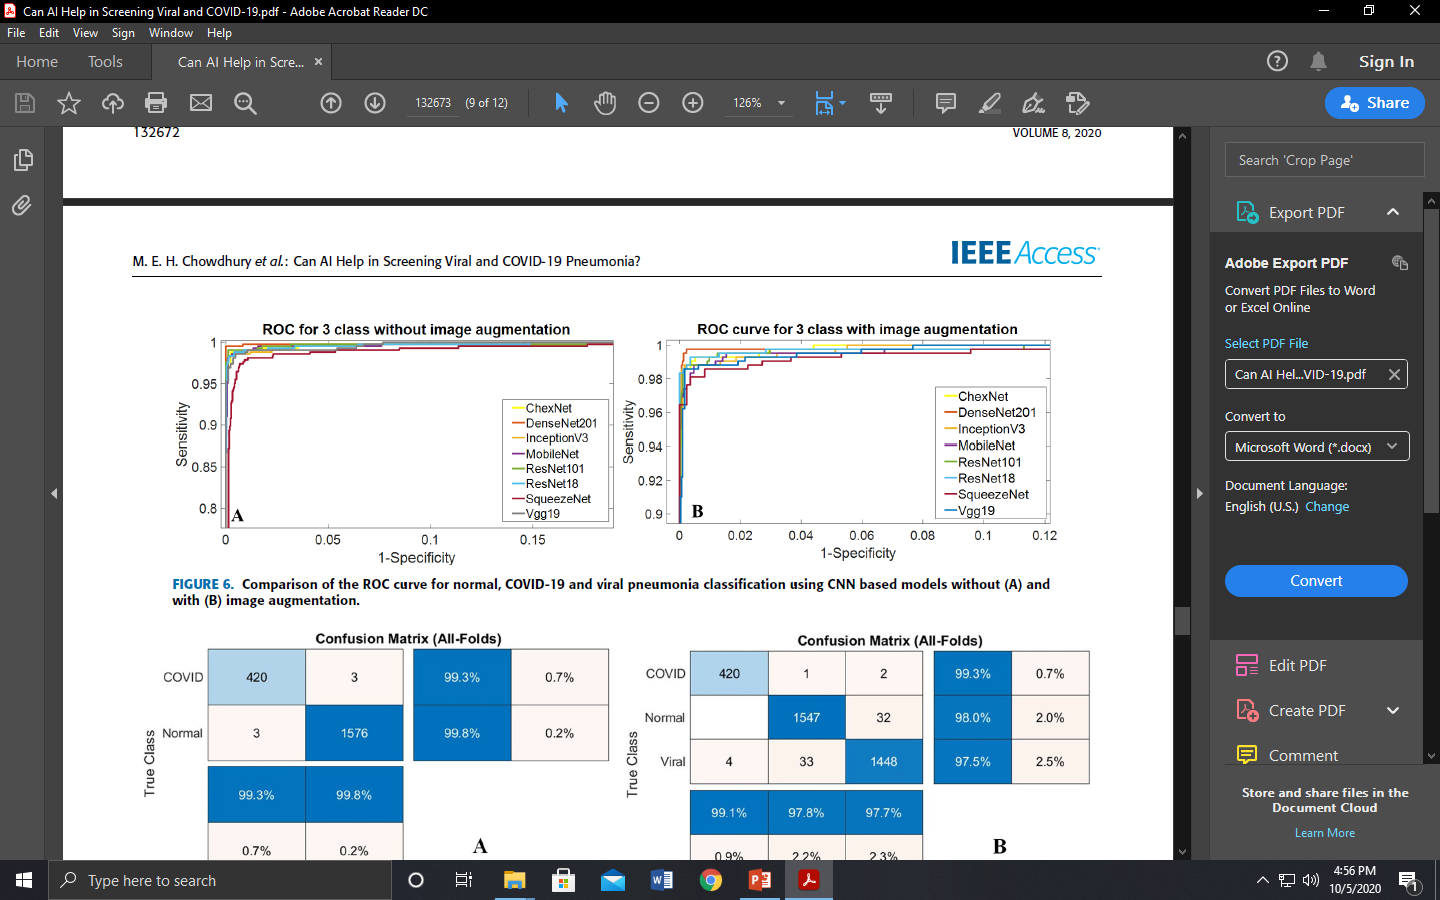 Can AI Help in Screening Viral and COVID-19.pdf - Adobe Acrobat Reader DC
File Edit View Sign Window Help
Home Tools Can AI Help in Scre... × Sign In
132673 (9 of 12) 126% Share
132672 VOLUME 8, 2020
M. E. H. Chowdhury et al.: Can AI Help in Screening Viral and COVID-19 Pneumonia?
IEEE Access
ROC for 3 class without image augmentation
1
0.95
0.9
0.85
0.8
Sensitivity
ChexNet
DenseNet201
InceptionV3
MobileNet
ResNet101
ResNet18
SqueezeNet
Vgg19
A
0 0.05 0.1 0.15
1-Specificity
ROC curve for 3 class with image augmentation
1
0.98
0.96
0.94
0.92
0.9
Sensitivity
ChexNet
DenseNet201
InceptionV3
MobileNet
ResNet101
ResNet18
SqueezeNet
Vgg19
B
0 0.02 0.04 0.06 0.08 0.1 0.12
1-Specificity
FIGURE 6. Comparison of the ROC curve for normal, COVID-19 and viral pneumonia classification using CNN based models without (A) and
with (B) image augmentation.
Confusion Matrix (All-Folds)
COVID 420 3 99.3% 0.7%
Normal 3 1576 99.8% 0.2%
True Class
99.3% 99.8%
0.7% 0.2%
A
Confusion Matrix (All-Folds)
COVID 420 1 2 99.3% 0.7%
Normal 1547 32 98.0% 2.0%
Viral 4 33 1448 97.5% 2.5%
True Class
99.1% 97.8% 97.7%
0.9% 2.2% 2.3%
B
Search 'Crop Page'
Export PDF
Adobe Export PDF
Convert PDF Files to Word
or Excel Online
Select PDF File
Can AI Hel...VID-19.pdf
Convert to
Microsoft Word (*.docx)
Document Language:
English (U.S.) Change
Convert
Edit PDF
Create PDF
Comment
Store and share files in the
Document Cloud
Learn More
Type here to search
4:56 PM
10/5/2020
1